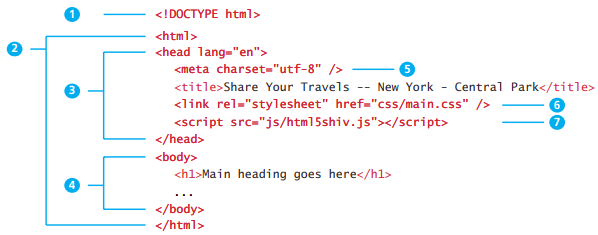 1 <!DOCTYPE html>
2 <html>
3 <head lang="en">
<meta charset="utf-8" /> 5
<title>Share Your Travels -- New York - Central Park</title>
<link rel="stylesheet" href="css/main.css" /> 6
<script src="js/html5shiv.js"></script> 7
</head>
4 <body>
<h1>Main heading goes here</h1>
...
</body>
</html>